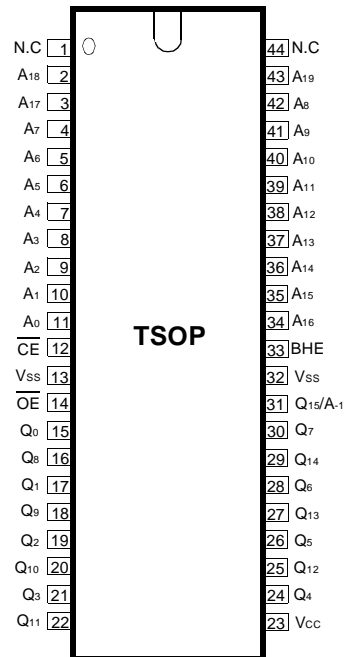 N.C 1 44 N.C
A18 2 43 A19
A17 3 42 A8
A7 4 41 A9
A6 5 40 A10
A5 6 39 A11
A4 7 38 A12
A3 8 37 A13
A2 9 36 A14
A1 10 35 A15
A0 11 34 A16
TSOP
CE 12 33 BHE
VSS 13 32 VSS
OE 14 31 Q15/A-1
Q0 15 30 Q7
Q8 16 29 Q14
Q1 17 28 Q6
Q9 18 27 Q13
Q2 19 26 Q5
Q10 20 25 Q12
Q3 21 24 Q4
Q11 22 23 VCC